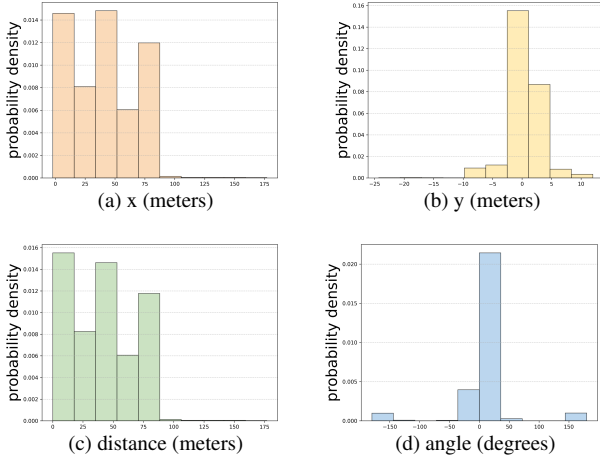 probability density
0.014
0.012
0.010
0.008
0.006
0.004
0.002
0.000
0 25 50 75 100 125 150 175
(a) x (meters)
probability density
0.16
0.14
0.12
0.10
0.08
0.06
0.04
0.02
0.00
−25 −20 −15 −10 −5 0 5 10
(b) y (meters)
probability density
0.016
0.014
0.012
0.010
0.008
0.006
0.004
0.002
0.000
0 25 50 75 100 125 150 175
(c) distance (meters)
probability density
0.020
0.015
0.010
0.005
0.000
−150 −100 −50 0 50 100 150
(d) angle (degrees)